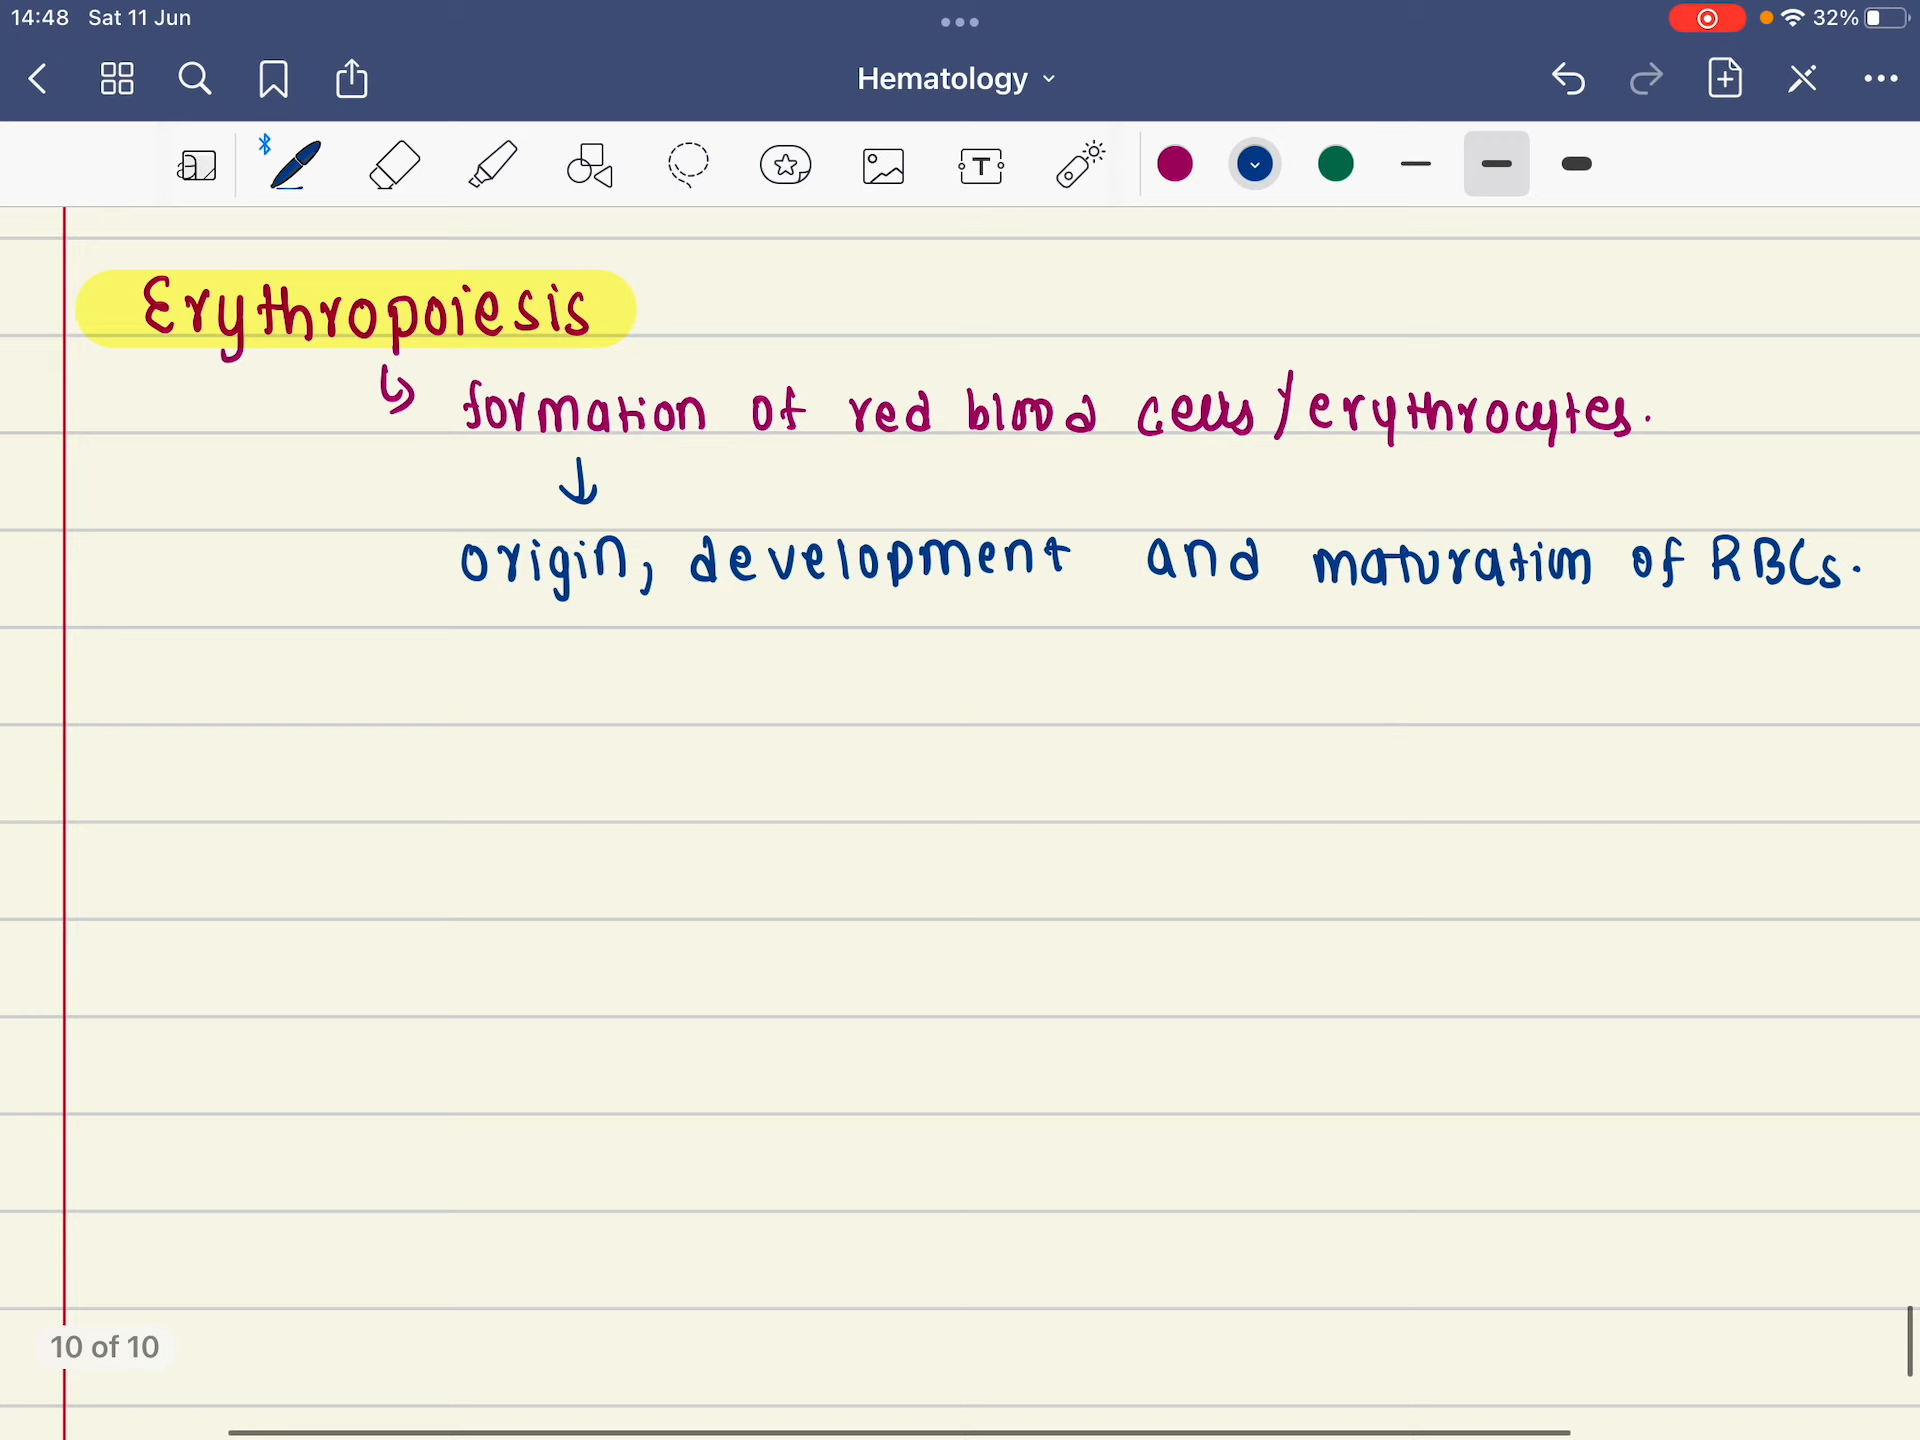 14:48 Sat 11 Jun
32%
Hematology
T
Erythropoiesis
↳ formation of red blood cells/erythrocytes.
↓
origin, development and maturation of RBCs.
10 of 10